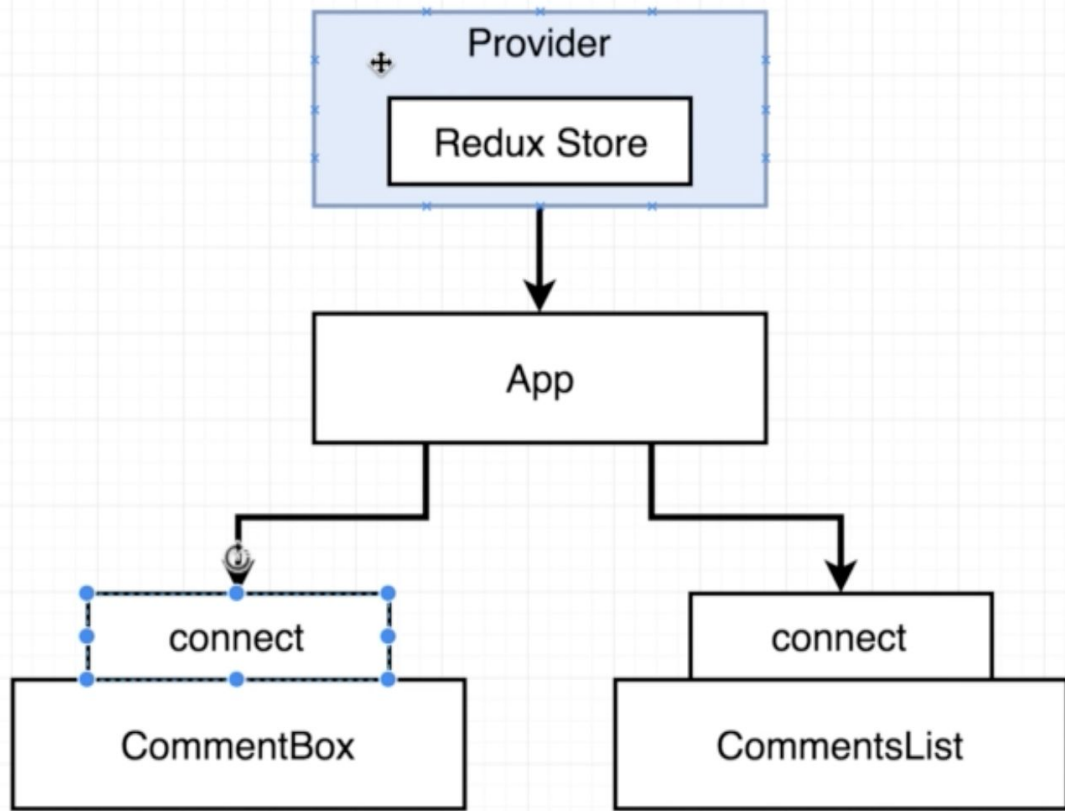 Provider
Redux Store
App
connect
connect
CommentBox
CommentsList